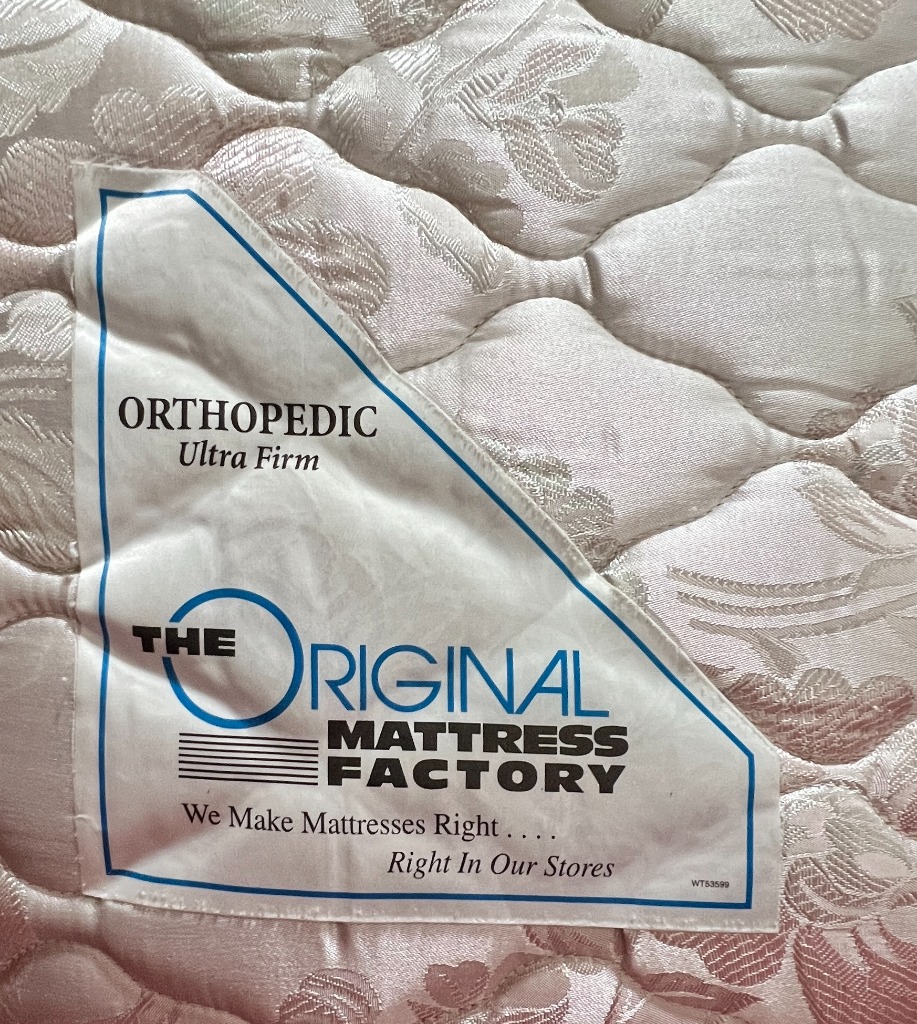 ORTHOPEDIC
Ultra Firm
THE ORIGINAL
MATTRESS
FACTORY
We Make Mattresses Right . . . .
Right In Our Stores
WT53599